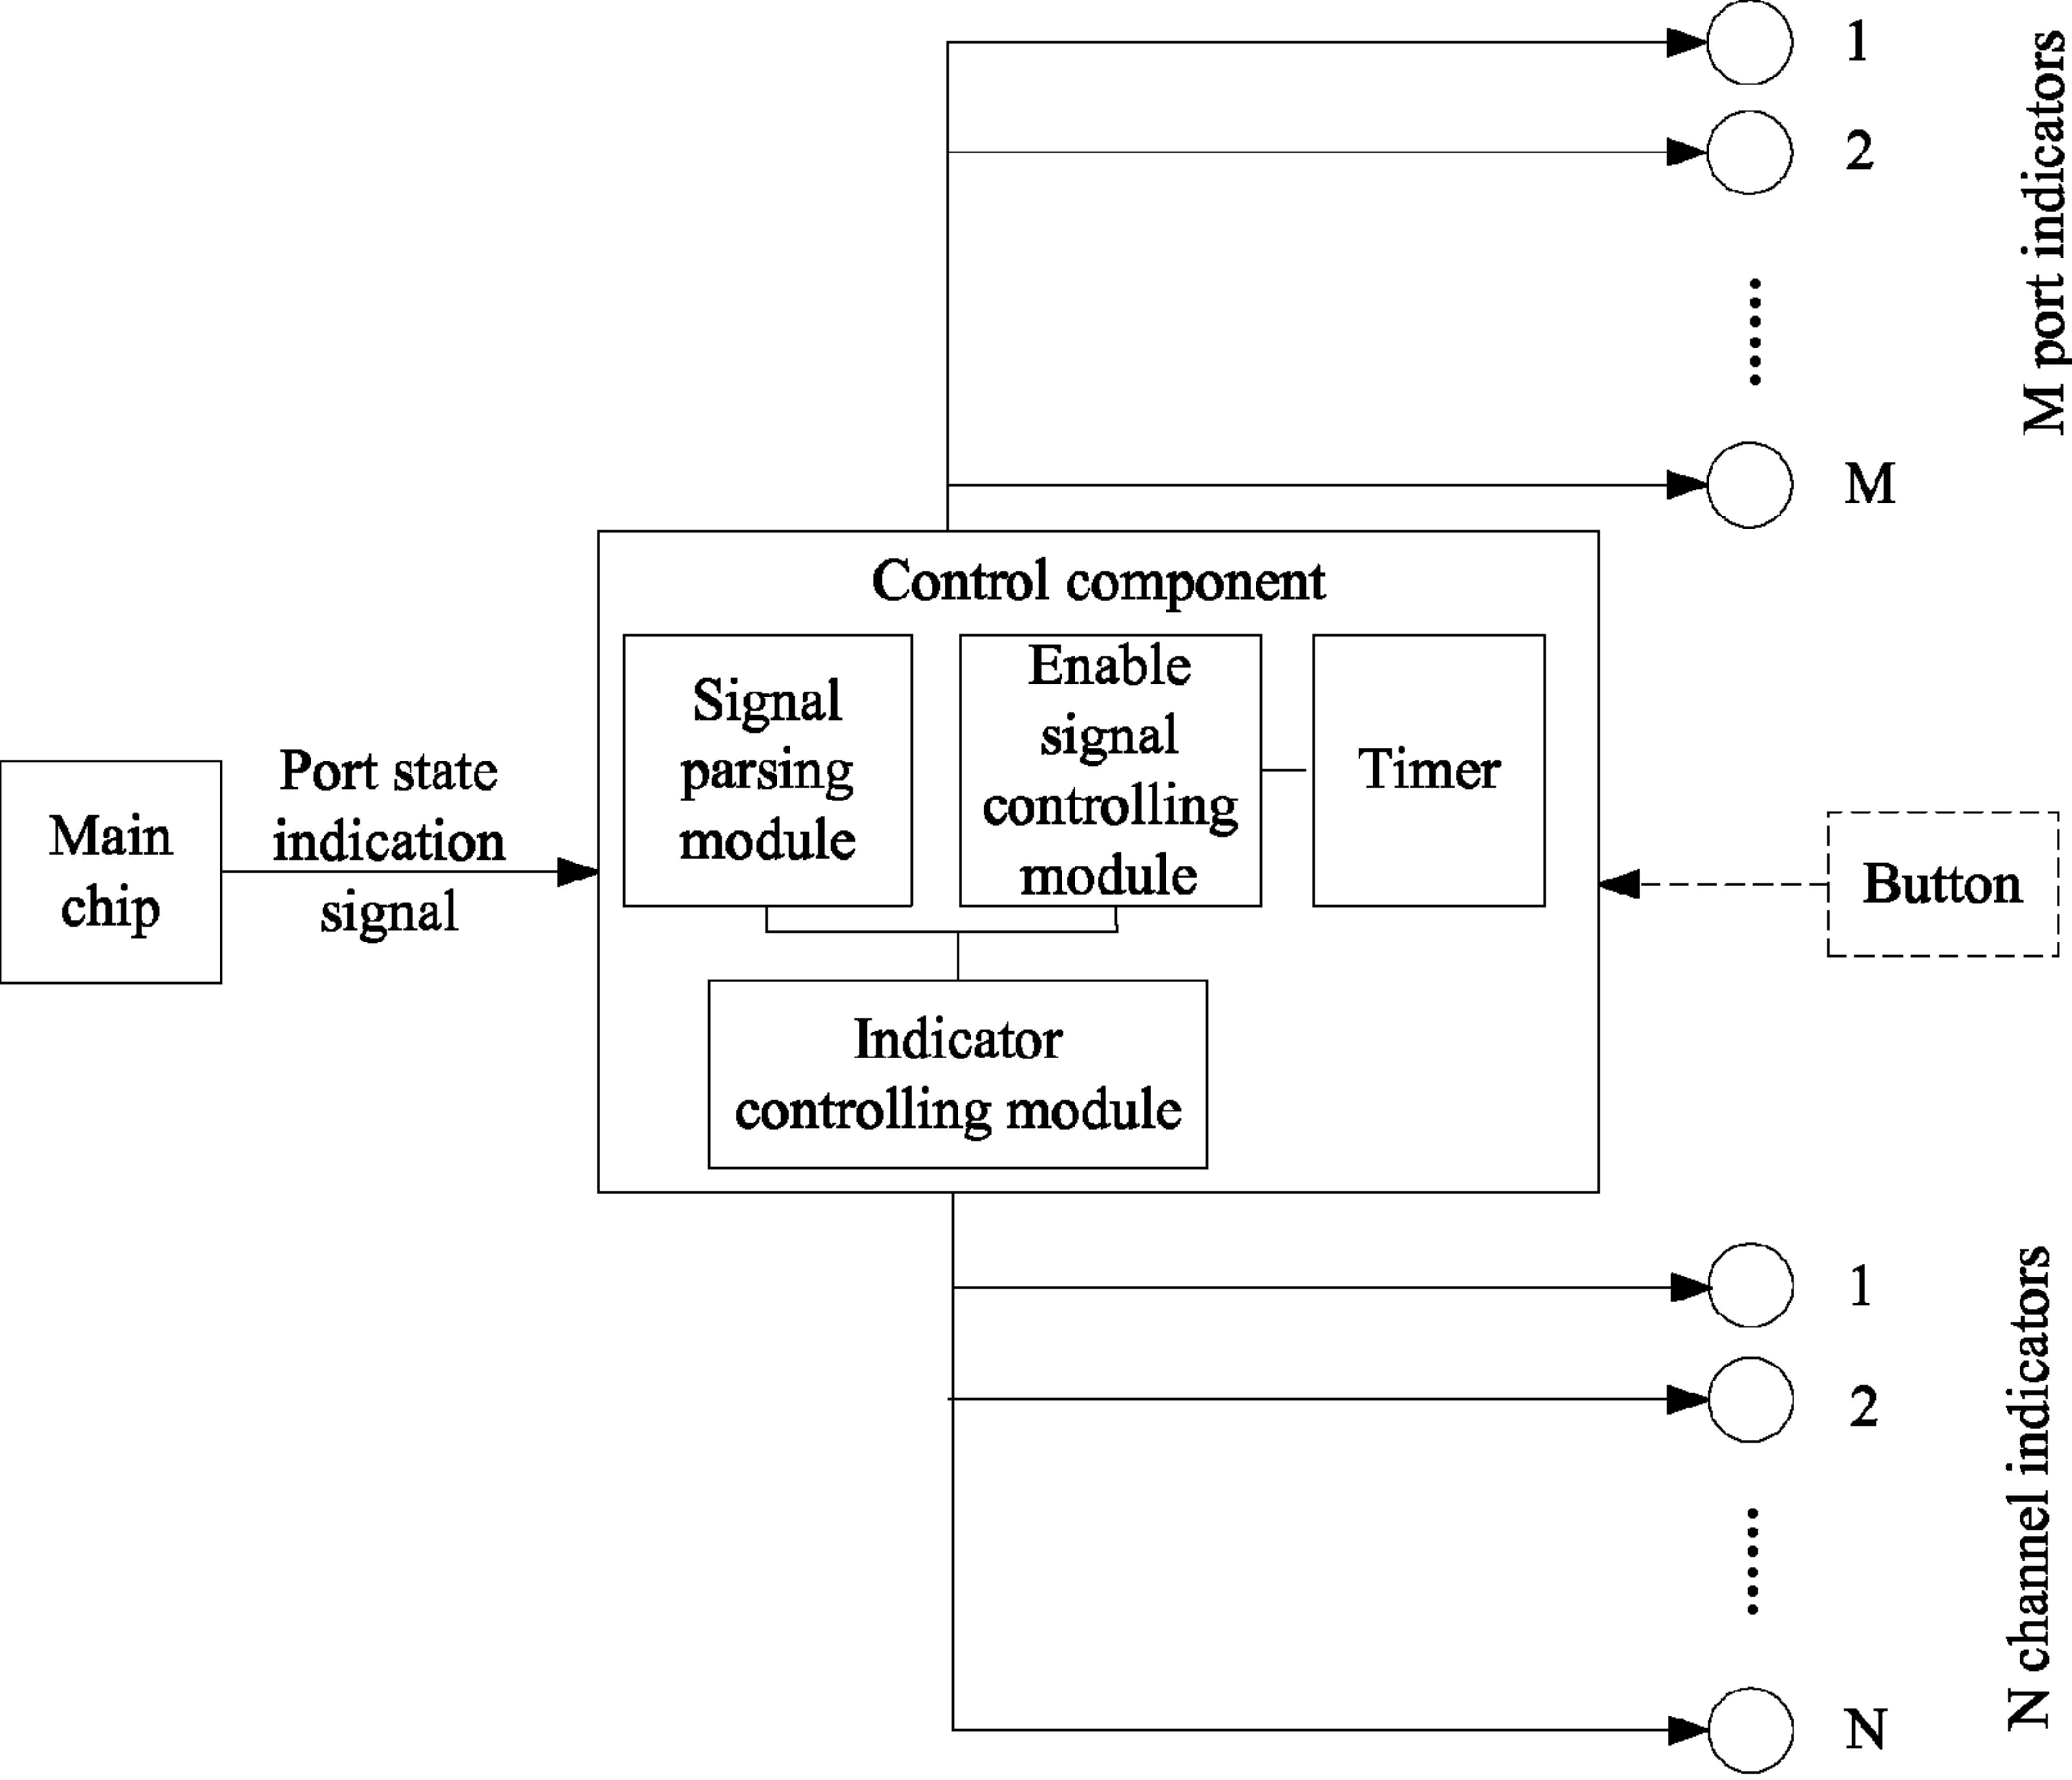 1
2
M
M port indicators
Control component
Signal
parsing
module
Enable
signal
controlling
module
Timer
Main
chip
Port state
indication
signal
Button
Indicator
controlling module
1
2
N
N channel indicators